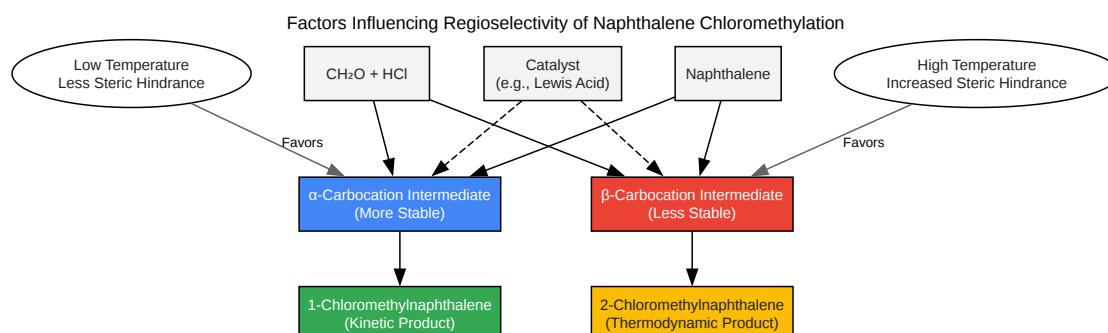 Factors Influencing Regioselectivity of Naphthalene Chloromethylation
Low Temperature
Less Steric Hindrance
CH₂O + HCl
Catalyst
(e.g., Lewis Acid)
Naphthalene
High Temperature
Increased Steric Hindrance
Favors
Favors
α-Carbocation Intermediate
(More Stable)
β-Carbocation Intermediate
(Less Stable)
1-Chloromethylnaphthalene
(Kinetic Product)
2-Chloromethylnaphthalene
(Thermodynamic Product)